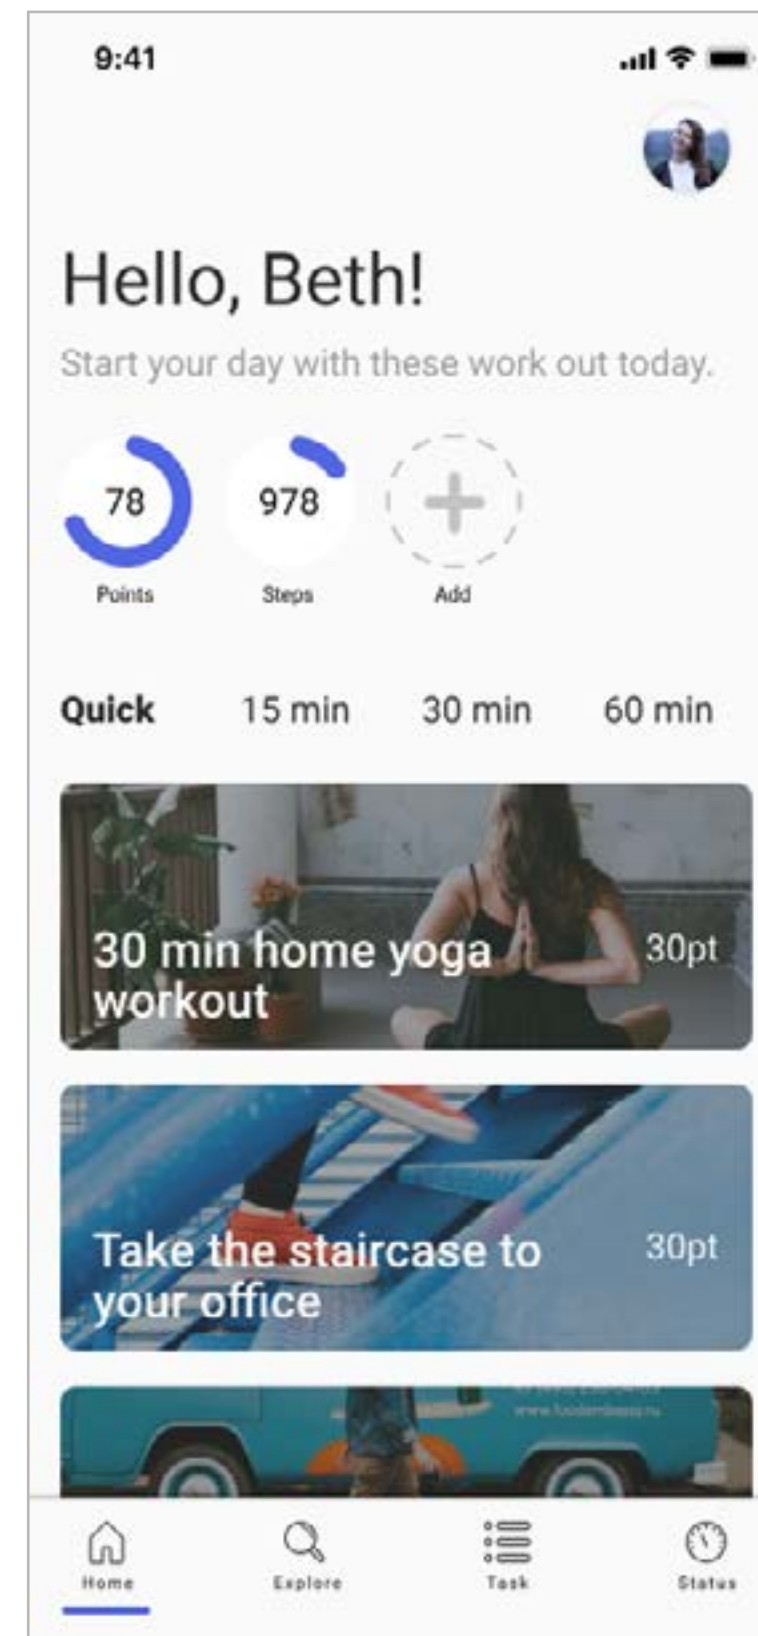 9:41
Hello, Beth!
Start your day with these work out today.
78
978
Points
Steps
Add
Quick
15 min
30 min
60 min
30 min home yoga
workout
30pt
Take the staircase to
your office
30pt
Home
Explore
Task
Status